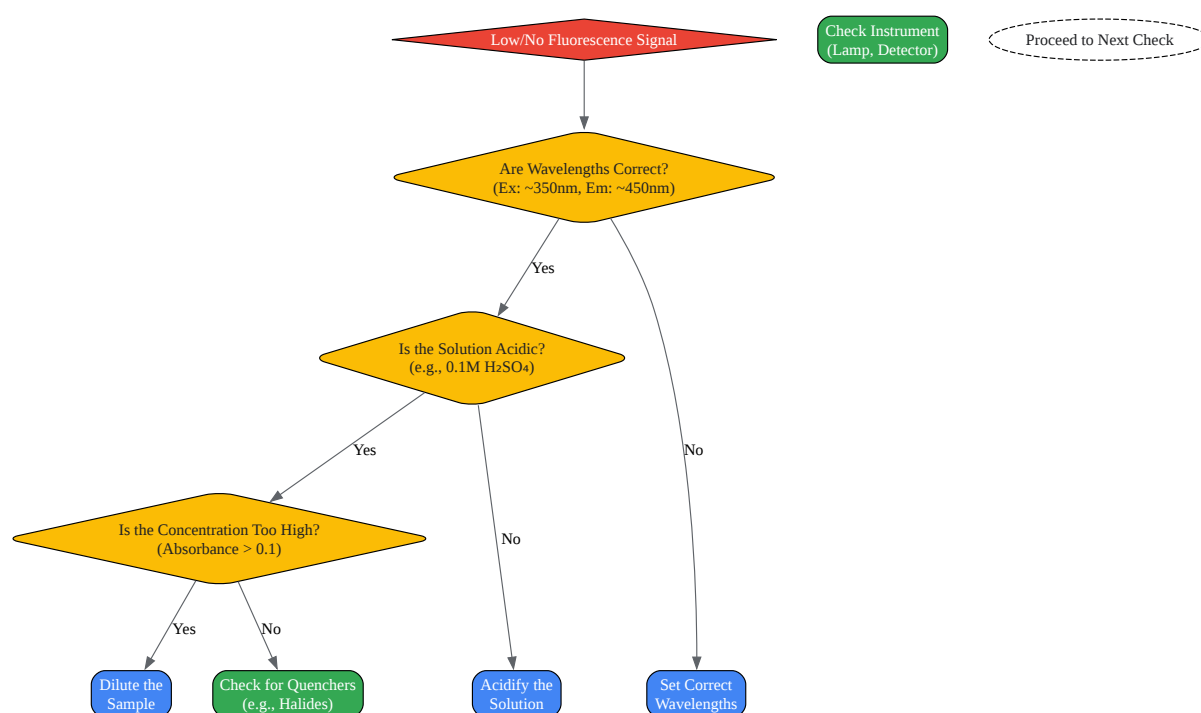 Low/No Fluorescence Signal
Check Instrument
(Lamp, Detector)
Proceed to Next Check
Are Wavelengths Correct?
(Ex: ~350nm, Em: ~450nm)
Yes
Is the Solution Acidic?
(e.g., 0.1M H₂SO₄)
Yes
No
Is the Concentration Too High?
(Absorbance > 0.1)
No
Yes
No
Dilute the
Sample
Check for Quenchers
(e.g., Halides)
Acidify the
Solution
Set Correct
Wavelengths